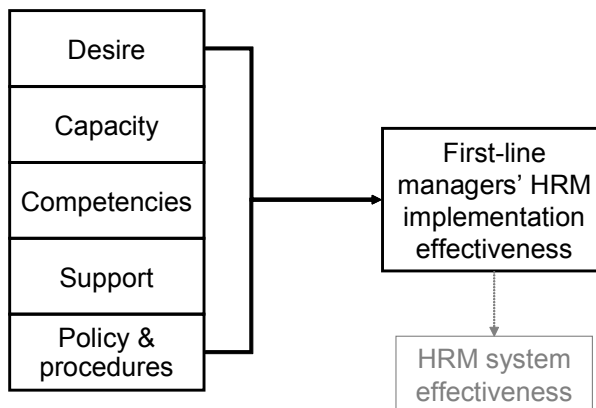 Desire
Capacity
Competencies
Support
Policy &
procedures
First-line
managers’ HRM
implementation
effectiveness
HRM system
effectiveness